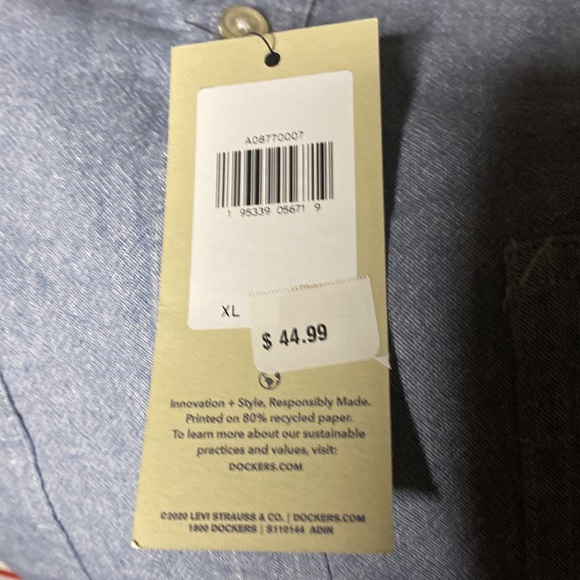 A08770007
1 95339 05671 9
XL
$ 44.99
Innovation + Style, Responsibly Made.
Printed on 80% recycled paper.
To learn more about our sustainable
practices and values, visit:
DOCKERS.COM
©2020 LEVI STRAUSS & CO. | DOCKERS.COM
1800 DOCKERS | S110144 ADIN